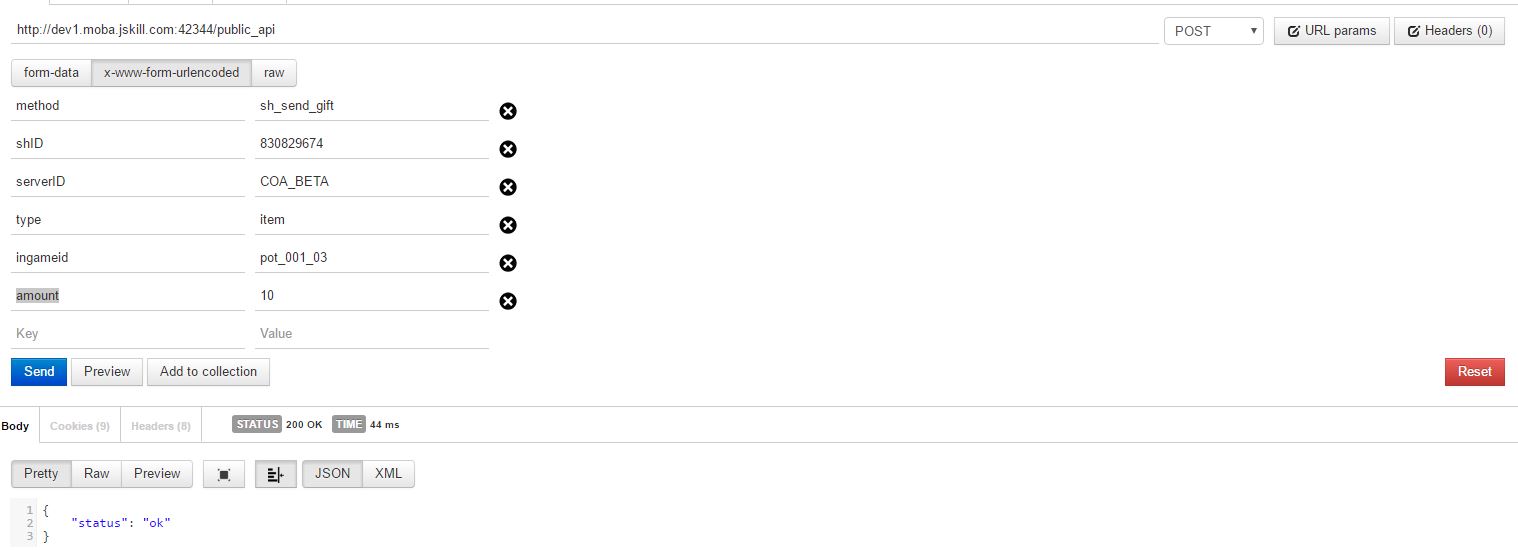 http://dev1.moba.jskill.com:42344/public_api POST URL params Headers (0)
form-data x-www-form-urlencoded raw
method sh_send_gift
shID 830829674
serverID COA_BETA
type item
ingameid pot_001_03
amount 10
Key Value
Send Preview Add to collection Reset
Body Cookies (9) Headers (8) STATUS 200 OK TIME 44 ms
Pretty Raw Preview JSON XML
1 {
2 "status": "ok"
3 }